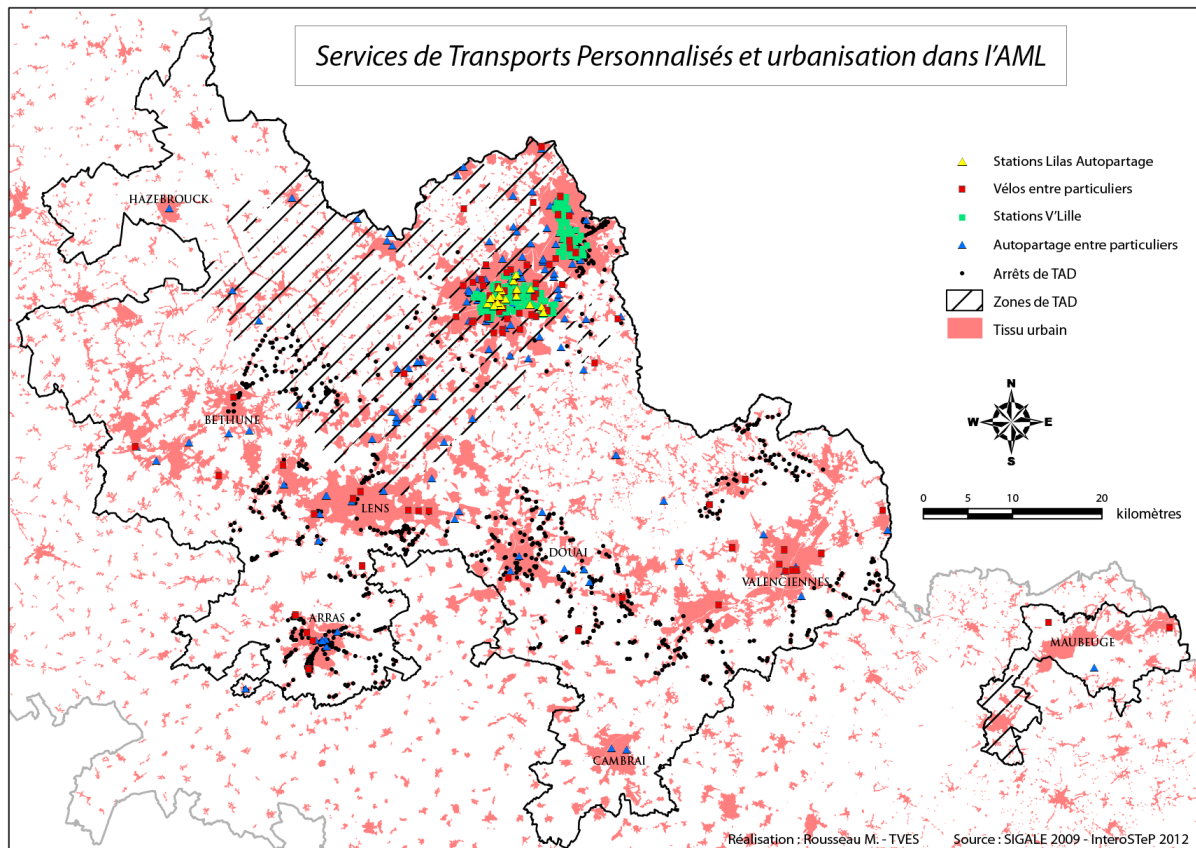 Services de Transports Personnalisés et urbanisation dans l'AML
Stations Lilas Autopartage
Vélos entre particuliers
Stations V'Lille
Autopartage entre particuliers
Arrêts de TAD
Zones de TAD
Tissu urbain
HAZEBROUCK
N
W E
S
BETHUNE
0 5 10 20
kilomètres
LENS
DOUAI
VALENCIENNES
ARRAS
MAUBEUGE
CAMBRAI
Réalisation : Rousseau M. - TVES Source : SIGALE 2009 - InteroSTeP 2012